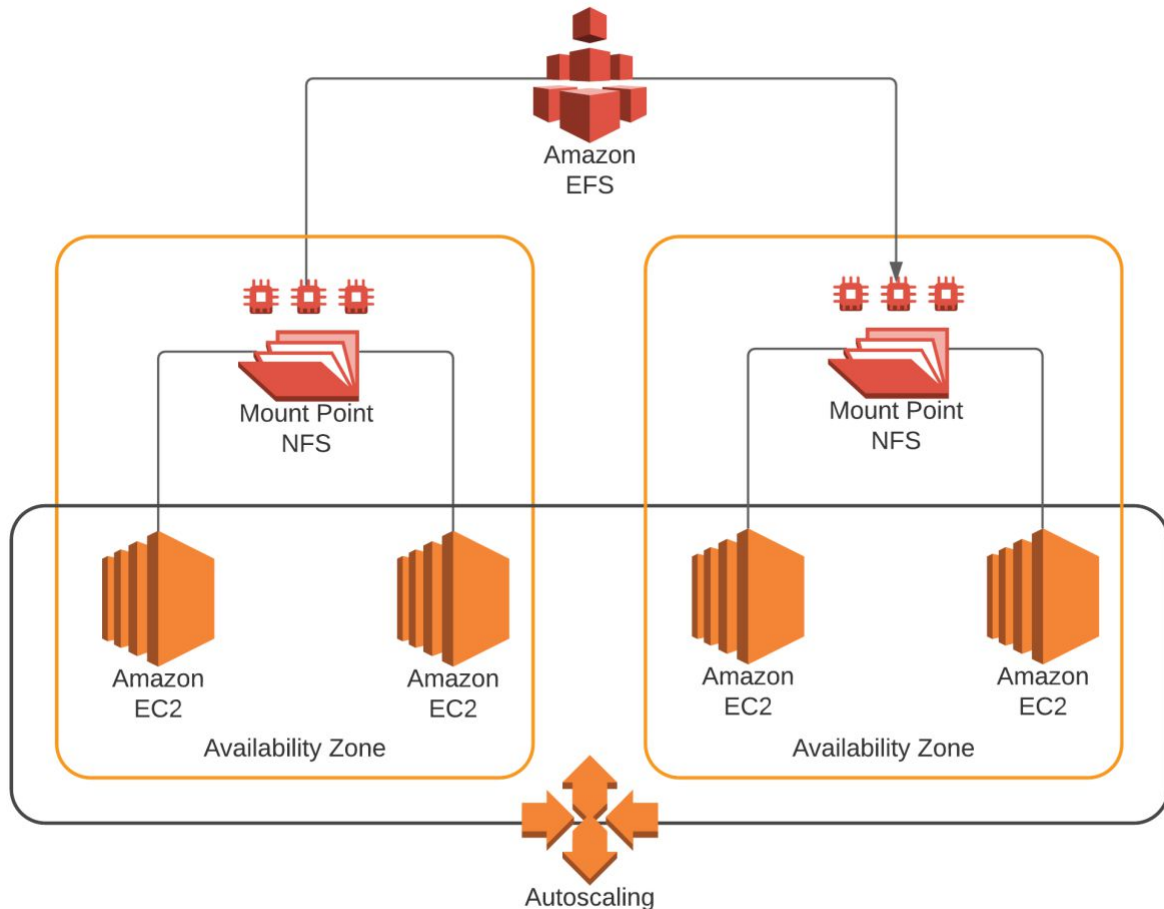 Amazon
EFS
Mount Point
NFS
Mount Point
NFS
Amazon
EC2
Amazon
EC2
Amazon
EC2
Amazon
EC2
Availability Zone
Availability Zone
Autoscaling